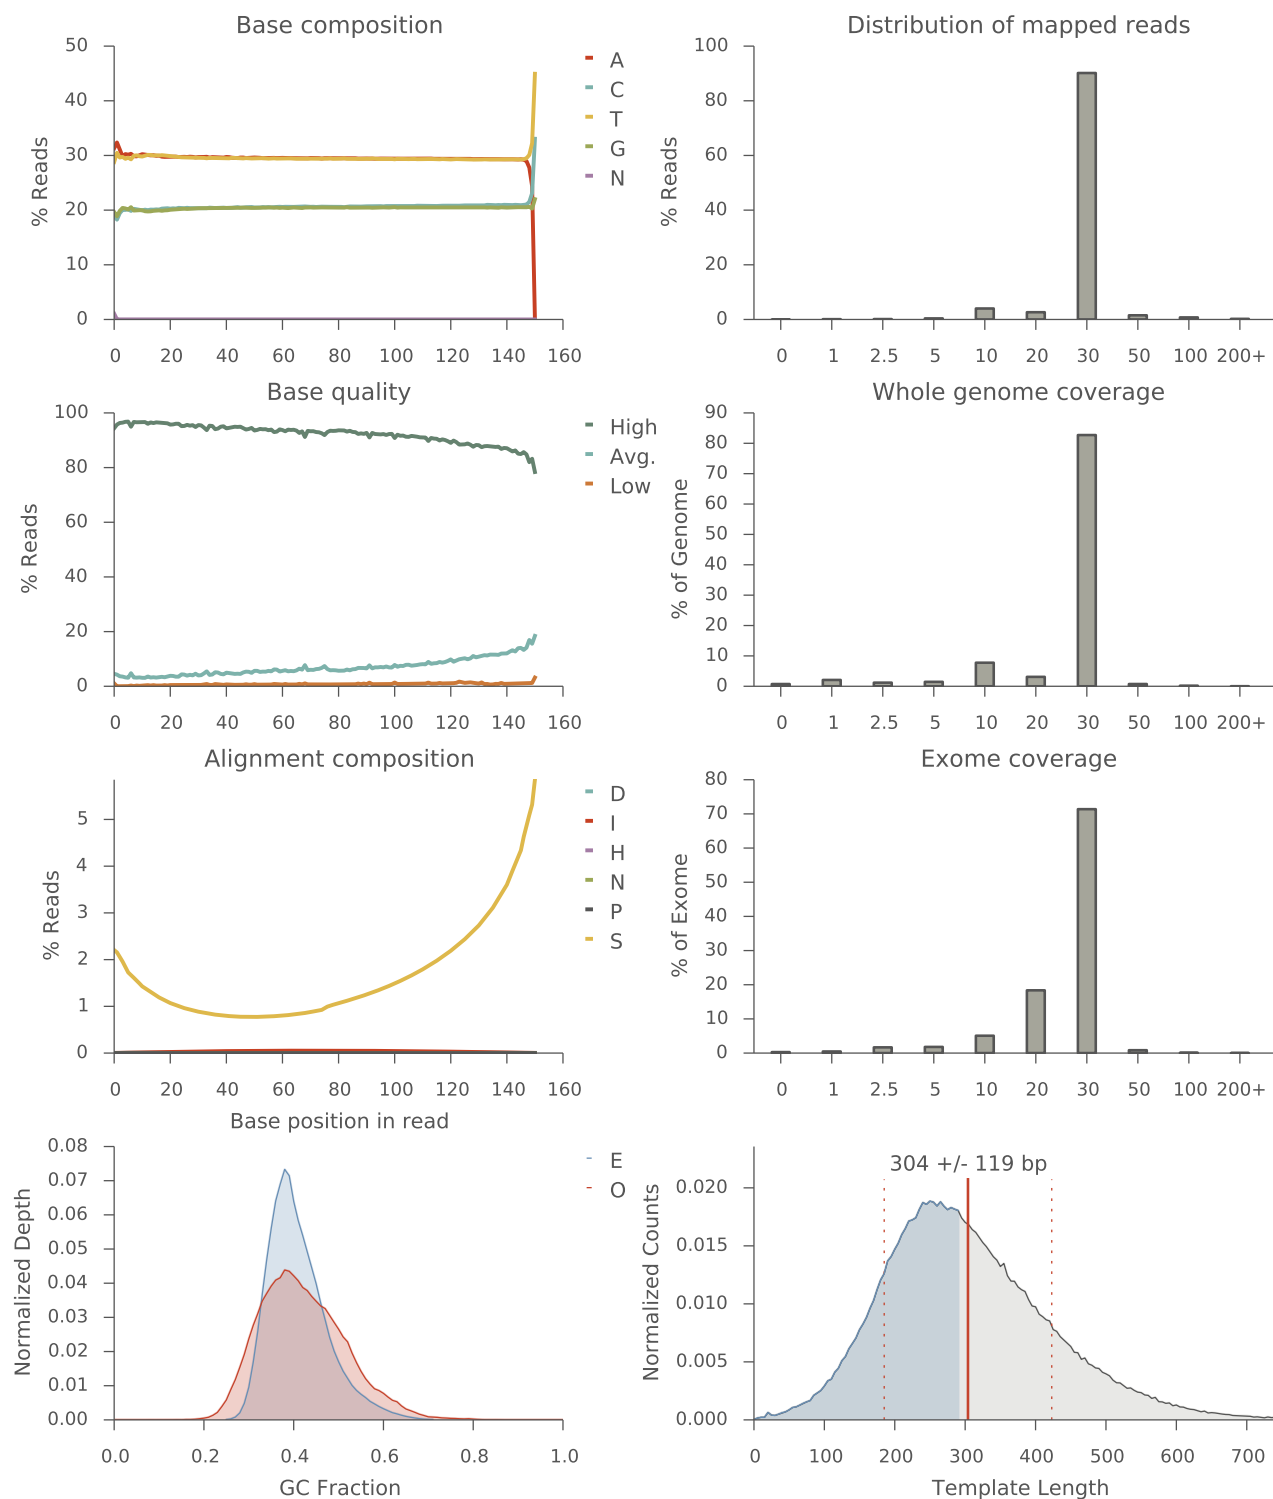 Base composition
50
40
30
20
10
0
% Reads
0 20 40 60 80 100 120 140 160
A
C
T
G
N
Distribution of mapped reads
100
80
60
40
20
0
% Reads
0 1 2.5 5 10 20 30 50 100 200+
Base quality
100
80
60
40
20
0
% Reads
0 20 40 60 80 100 120 140 160
High
Avg.
Low
Whole genome coverage
90
80
70
60
50
40
30
20
10
0
% of Genome
0 1 2.5 5 10 20 30 50 100 200+
Alignment composition
5
4
3
2
1
0
% Reads
0 20 40 60 80 100 120 140 160
Base position in read
D
I
H
N
P
S
Exome coverage
80
70
60
50
40
30
20
10
0
% of Exome
0 1 2.5 5 10 20 30 50 100 200+
0.08
0.07
0.06
0.05
0.04
0.03
0.02
0.01
0.00
Normalized Depth
0.0 0.2 0.4 0.6 0.8 1.0
GC Fraction
E
O
304 +/- 119 bp
0.020
0.015
0.010
0.005
0.000
Normalized Counts
0 100 200 300 400 500 600 700
Template Length